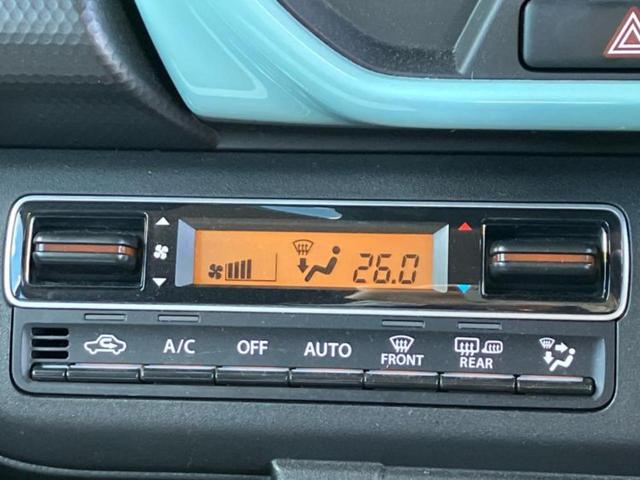 26.0
A/C OFF AUTO FRONT REAR